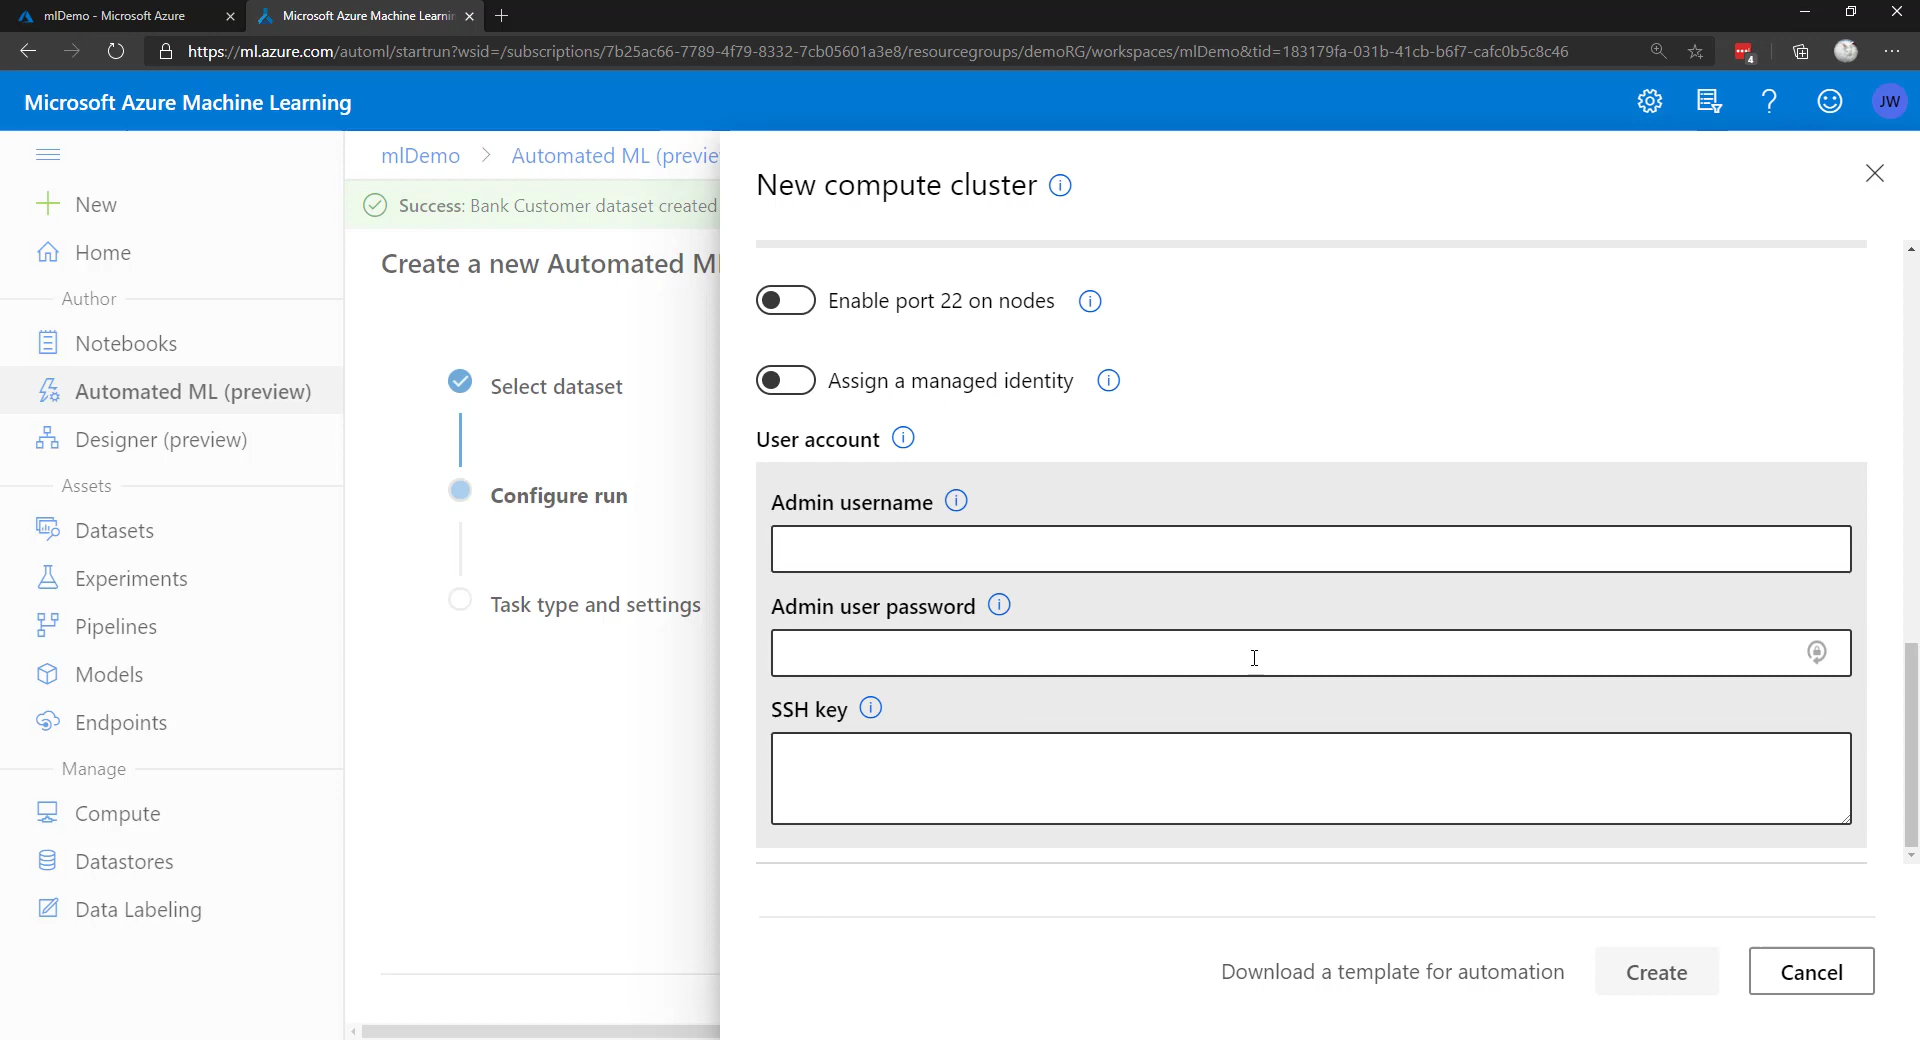 mlDemo - Microsoft Azure
Microsoft Azure Machine Learnin
https://ml.azure.com/automl/startrun?wsid=/subscriptions/7b25ac66-7789-4f79-8332-7cb05601a3e8/resourcegroups/demoRG/workspaces/mlDemo&tid=183179fa-031b-41cb-b6f7-cafc0b5c8c46
4
Microsoft Azure Machine Learning
JW
New
Home
Author
Notebooks
Automated ML (preview)
Designer (preview)
Assets
Datasets
Experiments
Pipelines
Models
Endpoints
Manage
Compute
Datastores
Data Labeling
mlDemo > Automated ML (previe
Success: Bank Customer dataset created
Create a new Automated Ml
Select dataset
Configure run
Task type and settings
New compute cluster
Enable port 22 on nodes
Assign a managed identity
User account
Admin username
Admin user password
SSH key
Download a template for automation
Create
Cancel